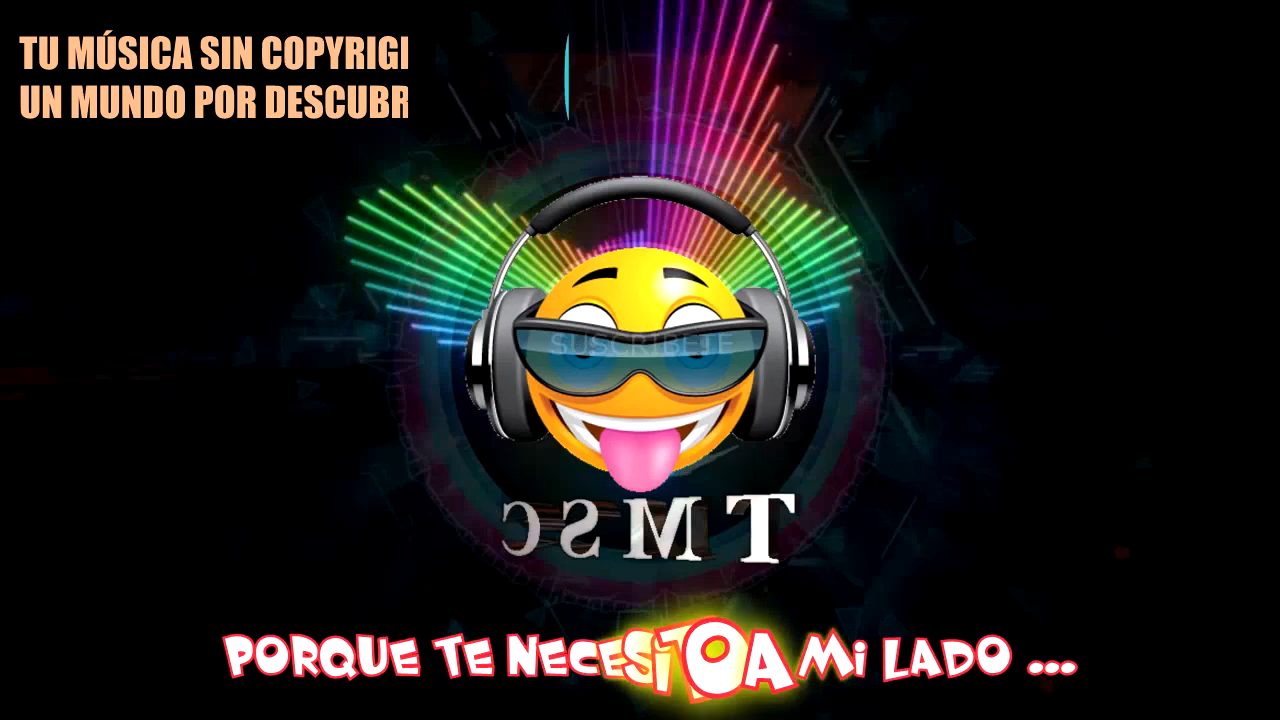 TU MÚSICA SIN COPYRIGI
UN MUNDO POR DESCUBR
SUSCRIBETE
TMSC
PORQUE TE NECESITO A MI LADO ...